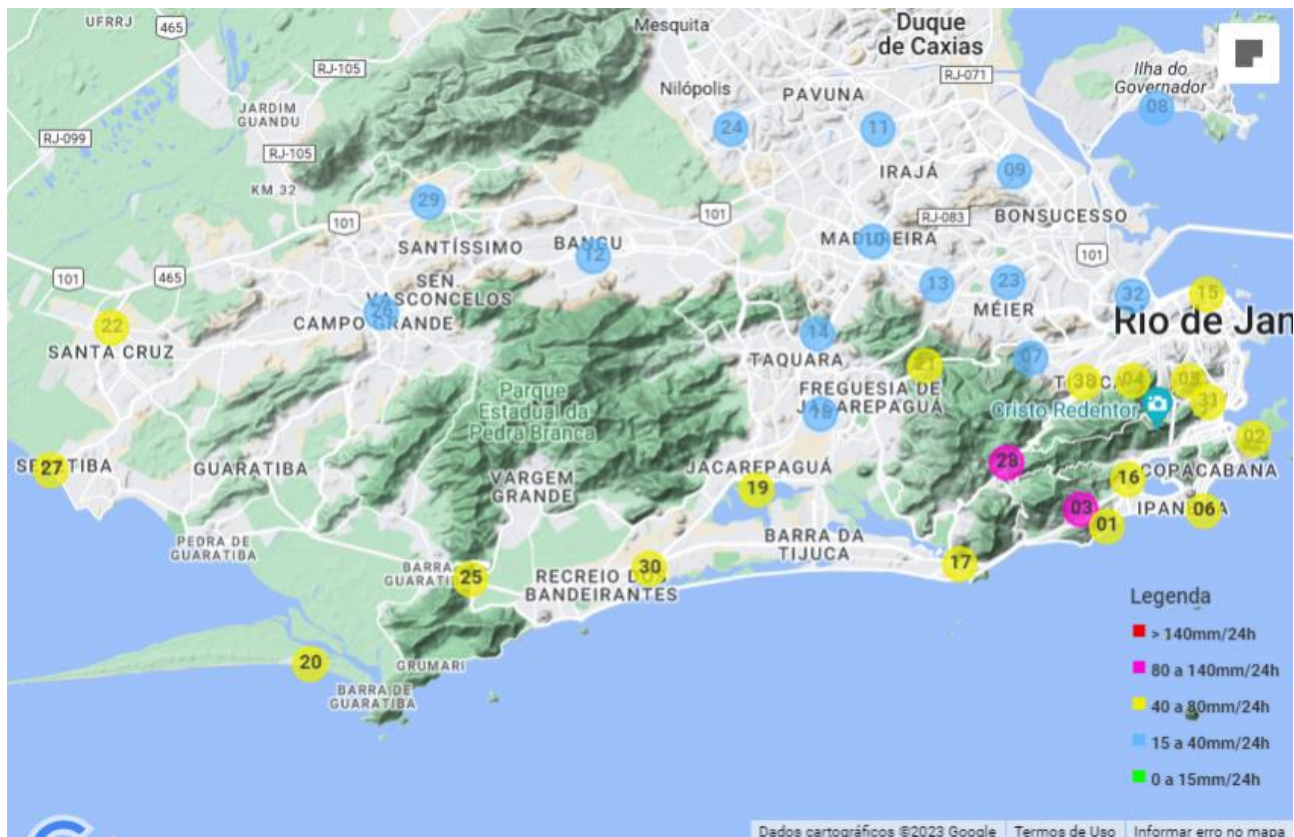 UFRRJ
465
Mesquita
Duque
de Caxias
RJ-105
RJ-071
Ilha do
Governador
Nilópolis
PAVUNA
08
JARDIM
GUANDU
24
11
RJ-099
RJ-105
IRAJÁ
09
KM 32
29
101
101
RJ-083
BONSUCESSO
SANTÍSSIMO
BANGU
12
MADUREIRA
10
101
101
465
SEN.
VASCONCELOS
13
23
32
15
26
CAMPO GRANDE
MÉIER
22
Rio de Jan
SANTA CRUZ
14
TAQUARA
07
21
Parque
Estadual da
Pedra Branca
FREGUESIA DE
JACAREPAGUÁ
18
38
04
05
Cristo Redentor
31
02
27
GUARATIBA
JACAREPAGUÁ
28
COPACABANA
VARGEM
GRANDE
19
16
03
IPANEMA
06
01
PEDRA DE
GUARATIBA
BARRA DA
TIJUCA
17
25
RECREIO DOS
BANDEIRANTES
30
20
GRUMARI
BARRA DE
GUARATIBA
Legenda
> 140mm/24h
80 a 140mm/24h
40 a 80mm/24h
15 a 40mm/24h
0 a 15mm/24h
Dados cartográficos ©2023 Google
Termos de Uso
Informar erro no mapa